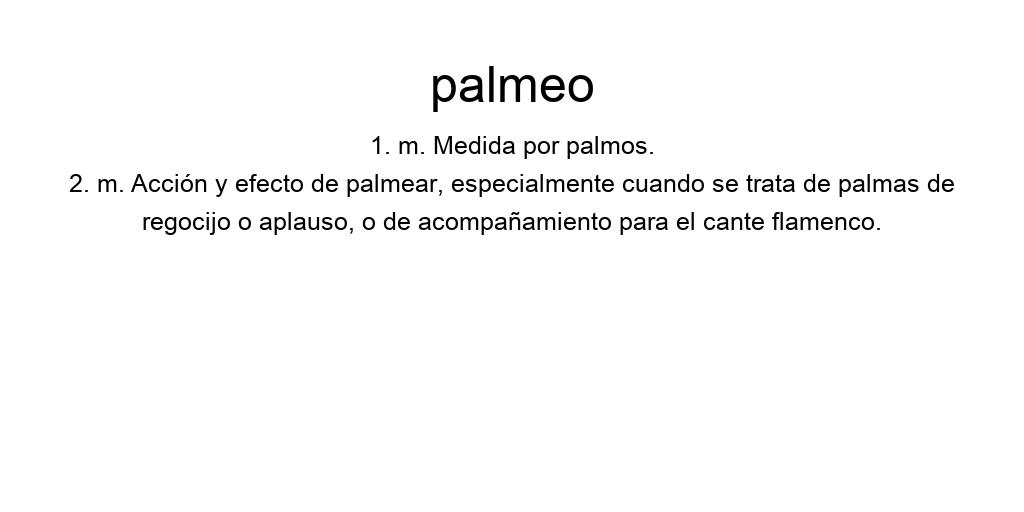 palmeo
1. m. Medida por palmos.
2. m. Acción y efecto de palmear, especialmente cuando se trata de palmas de
regocijo o aplauso, o de acompañamiento para el cante flamenco.